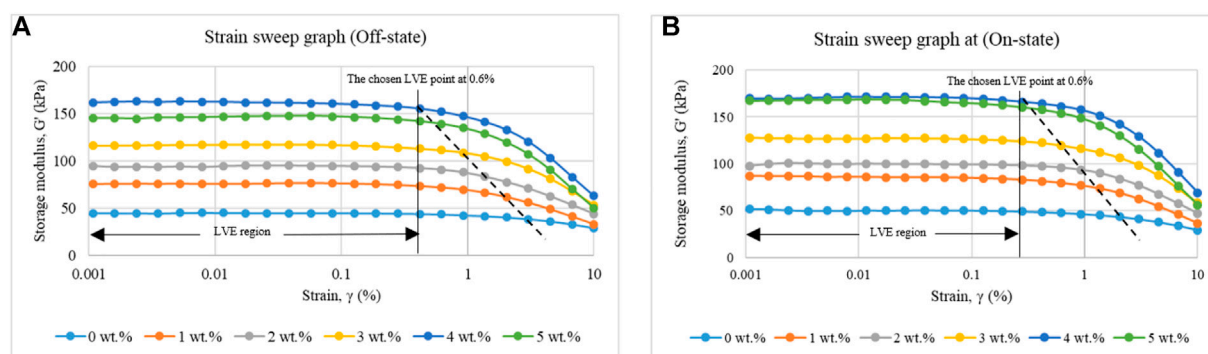 A
Strain sweep graph (Off-state)
The chosen LVE point at 0.6%
Storage modulus, G' (kPa)
200
150
100
50
0
LVE region
0.001 0.01 0.1 1 10
Strain, γ (%)
0 wt.% 1 wt.% 2 wt.% 3 wt.% 4 wt.% 5 wt.%
B
Strain sweep graph at (On-state)
The chosen LVE point at 0.6%
Storage modulus, G' (kPa)
200
150
100
50
0
LVE region
0.001 0.01 0.1 1 10
Strain, γ (%)
0 wt.% 1 wt.% 2 wt.% 3 wt.% 4 wt.% 5 wt.%